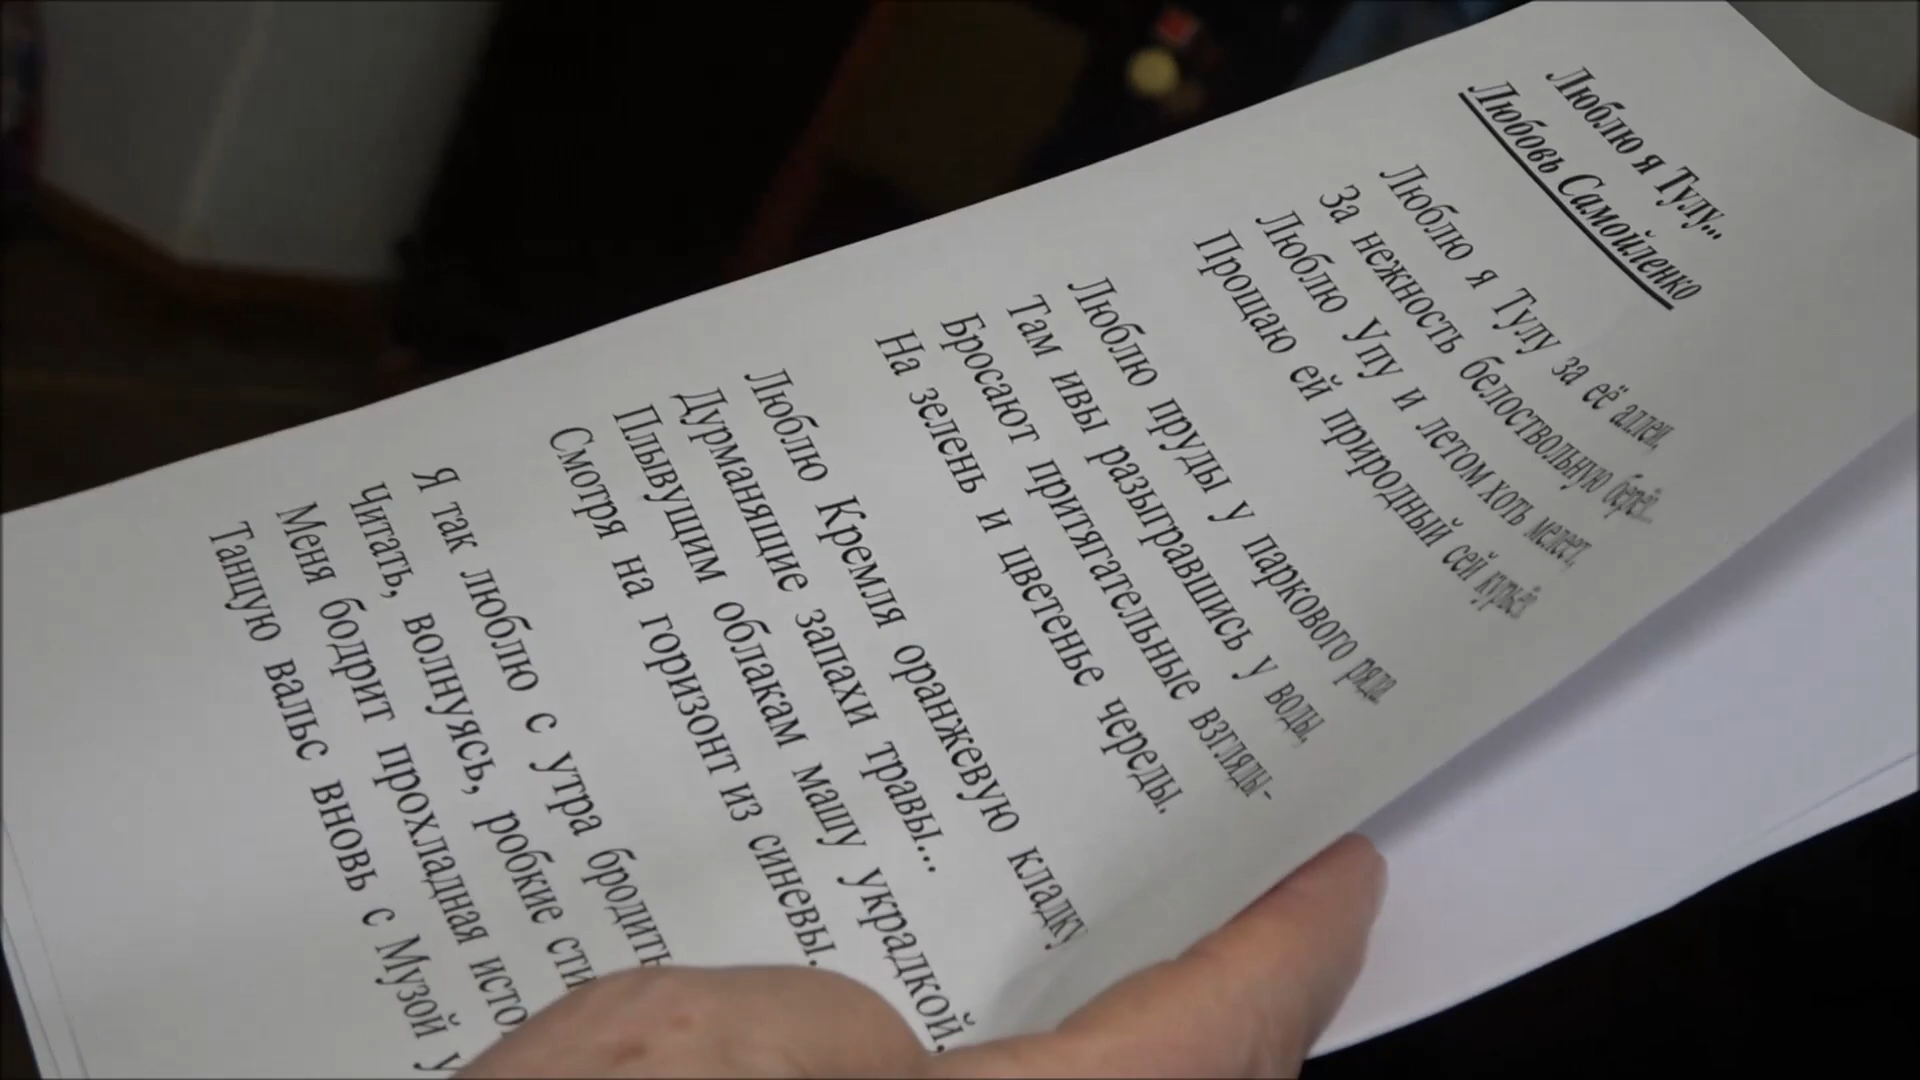 Люблю я Тулу...
Любовь Самойленко
Люблю я Тулу за её аллеи,
За нежность белоствольную берёз...
Люблю Упу и летом хоть мелеет,
Прощаю ей природный сей курьёз.
Люблю пруды у паркового ряда.
Там ивы разыгравшись у воды,
Бросают притягательные взгляды-
На зелень и цветенье череды.
Люблю Кремля оранжевую кладку
Дурманящие запахи травы...
Плывущим облакам машу украдкой,
Смотря на горизонт из синевы.
Я так люблю с утра бродить
Читать, волнуясь, робкие
Меня бодрит прохладная
Танцую вальс вновь с Музой